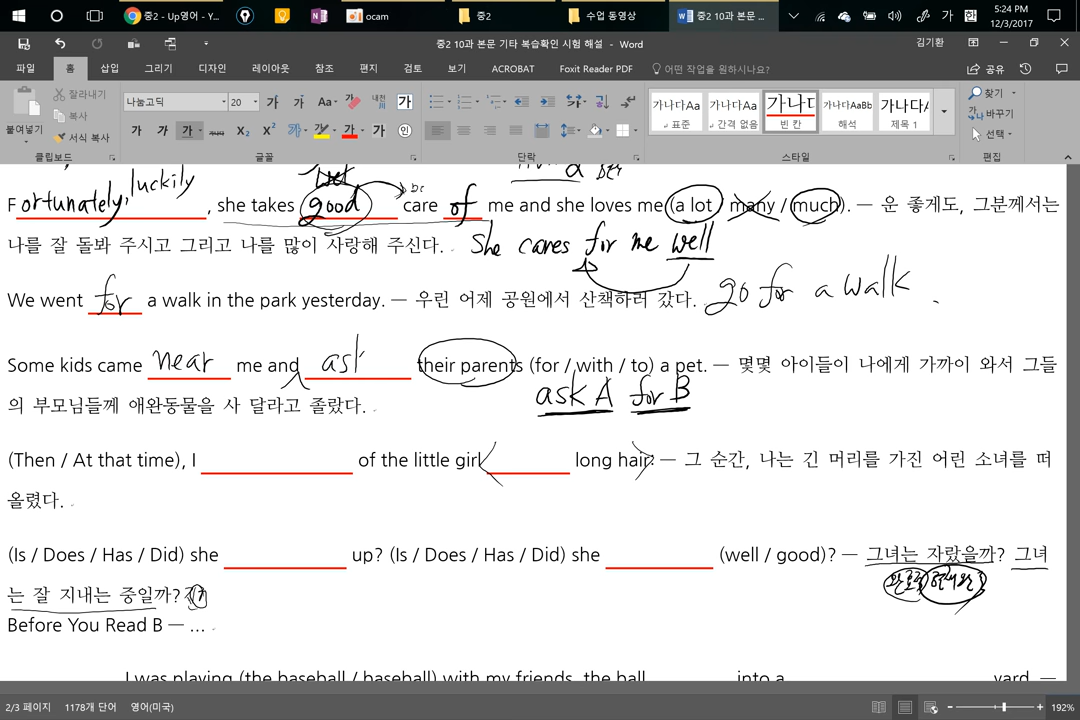 중2 - Up영어 - Y...
ocam
중2
수업 동영상
중2 10과 본문 ...
가
한
5:24 PM
12/3/2017
중2 10과 본문 기타 복습확인 시험 해설 - Word
김기환
파일 홈 삽입 그리기 디자인 레이아웃 참조 편지 검토 보기 ACROBAT Foxit Reader PDF 어떤 작업을 원하시나요? 공유
붙여넣기
잘라내기
복사
서식 복사
나눔고딕 20
가나다Aa 가나다Aa 가나다 가나다AaBb 가나다A
표준 간격 없음 빈 칸 해석 제목 1
찾기
바꾸기
선택
클립보드 글꼴 단락 스타일 편집
luckily
Fortunately, , she takes good care of me and she loves me (a lot / many / much). — 운 좋게도, 그분께서는
나를 잘 돌봐 주시고 그리고 나를 많이 사랑해 주신다. She cares for me well
We went for a walk in the park yesterday. — 우린 어제 공원에서 산책하러 갔다. go for a walk
Some kids came near me and ask their parents (for / with / to) a pet. — 몇몇 아이들이 나에게 가까이 와서 그들
의 부모님들께 애완동물을 사 달라고 졸랐다.
ask A for B
(Then / At that time), I of the little girl long hair. — 그 순간, 나는 긴 머리를 가진 어린 소녀를 떠
올렸다.
(Is / Does / Has / Did) she up? (Is / Does / Has / Did) she (well / good)? — 그녀는 자랐을까? 그녀
는 잘 지내는 중일까?
Before You Read B — ...
I was playing (the baseball / baseball) with my friends, the ball into a yard. —
2/3 페이지 1178개 단어 영어(미국) 192%